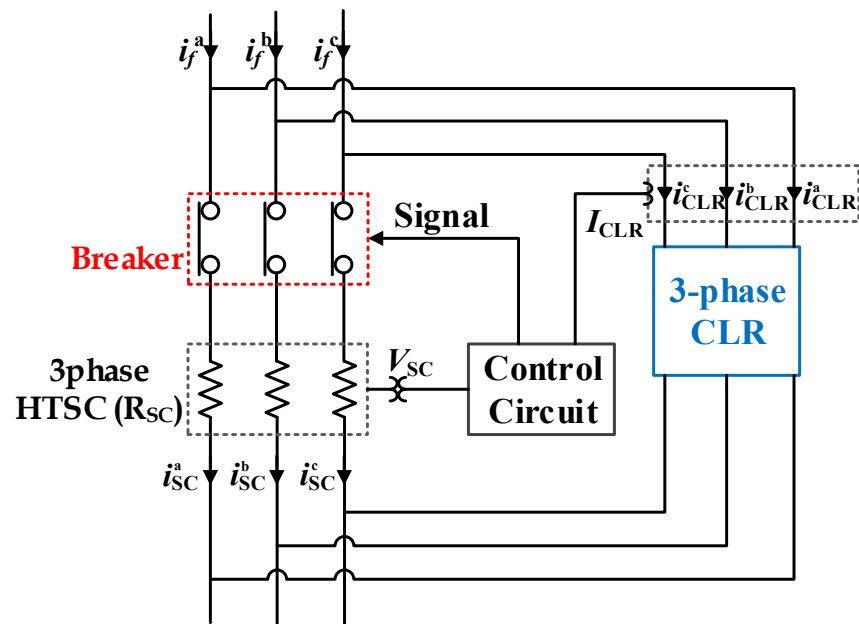 i_f^a i_f^b i_f^c
i_CLR^c i_CLR^b i_CLR^a
Signal
I_CLR
Breaker
3-phase
CLR
3phase
HTSC (R_SC)
V_SC
Control
Circuit
i_SC^a i_SC^b i_SC^c